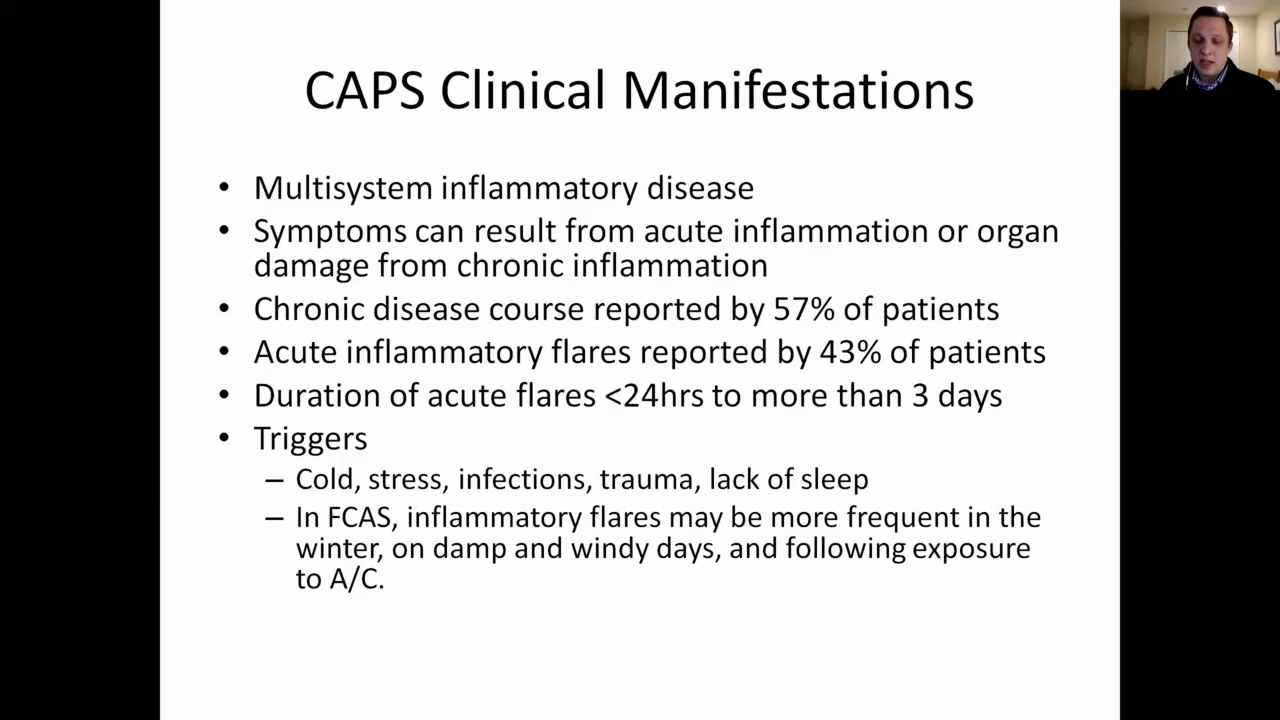 CAPS Clinical Manifestations
• Multisystem inflammatory disease
• Symptoms can result from acute inflammation or organ
damage from chronic inflammation
• Chronic disease course reported by 57% of patients
• Acute inflammatory flares reported by 43% of patients
• Duration of acute flares <24hrs to more than 3 days
• Triggers
– Cold, stress, infections, trauma, lack of sleep
– In FCAS, inflammatory flares may be more frequent in the
winter, on damp and windy days, and following exposure
to A/C.